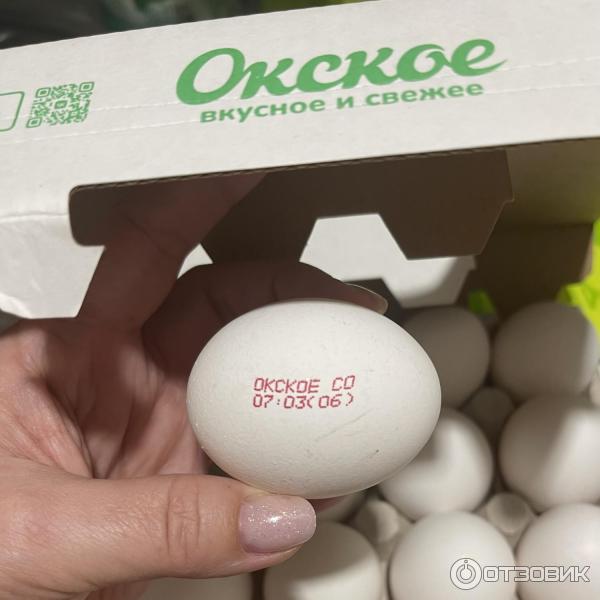 Окское
вкусное и свежее
ОКСКОЕ СО
07:03(06)
ОТЗОВИК